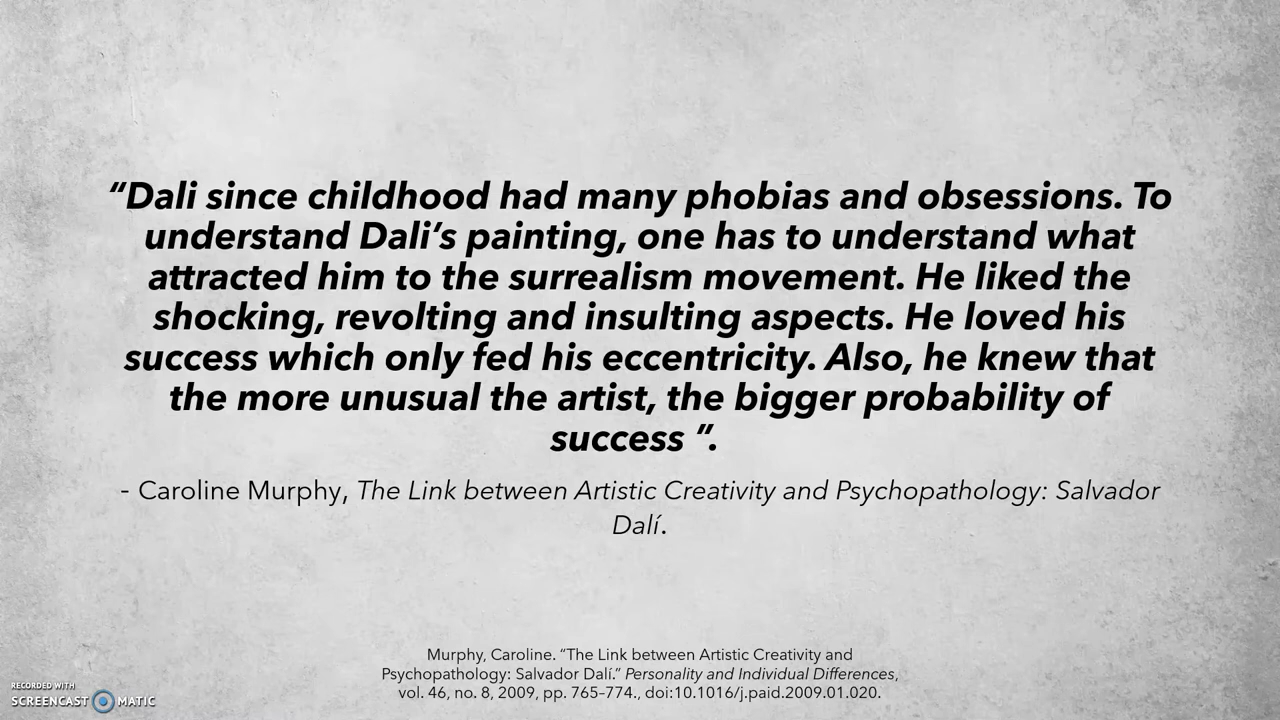 “Dali since childhood had many phobias and obsessions. To
understand Dali’s painting, one has to understand what
attracted him to the surrealism movement. He liked the
shocking, revolting and insulting aspects. He loved his
success which only fed his eccentricity. Also, he knew that
the more unusual the artist, the bigger probability of
success ”.
- Caroline Murphy, The Link between Artistic Creativity and Psychopathology: Salvador
Dalí.
Murphy, Caroline. “The Link between Artistic Creativity and
Psychopathology: Salvador Dalí.” Personality and Individual Differences,
vol. 46, no. 8, 2009, pp. 765–774., doi:10.1016/j.paid.2009.01.020.
RECORDED WITH
SCREENCAST MATIC